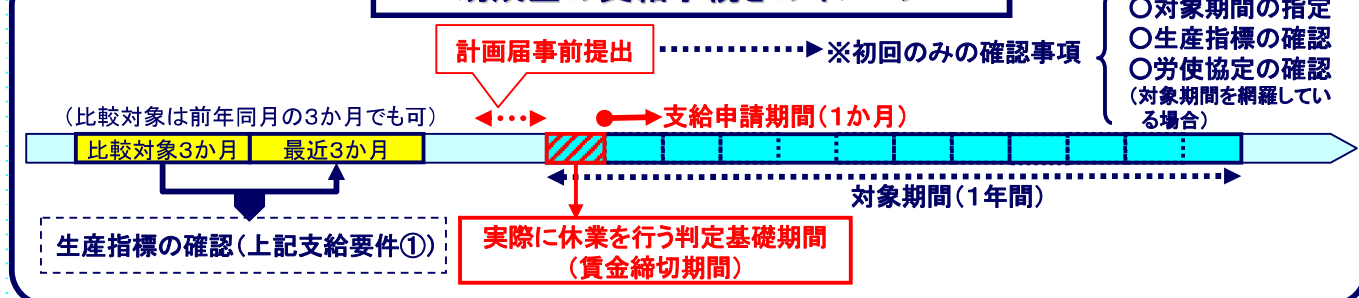 ○対象期間の指定
計画届事前提出
※初回のみの確認事項
○生産指標の確認
○労使協定の確認
(対象期間を網羅してい
る場合)
(比較対象は前年同月の3か月でも可)
支給申請期間(1か月)
比較対象3か月
最近3か月
対象期間(1年間)
生産指標の確認(上記支給要件①)
実際に休業を行う判定基礎期間
(賃金締切期間)